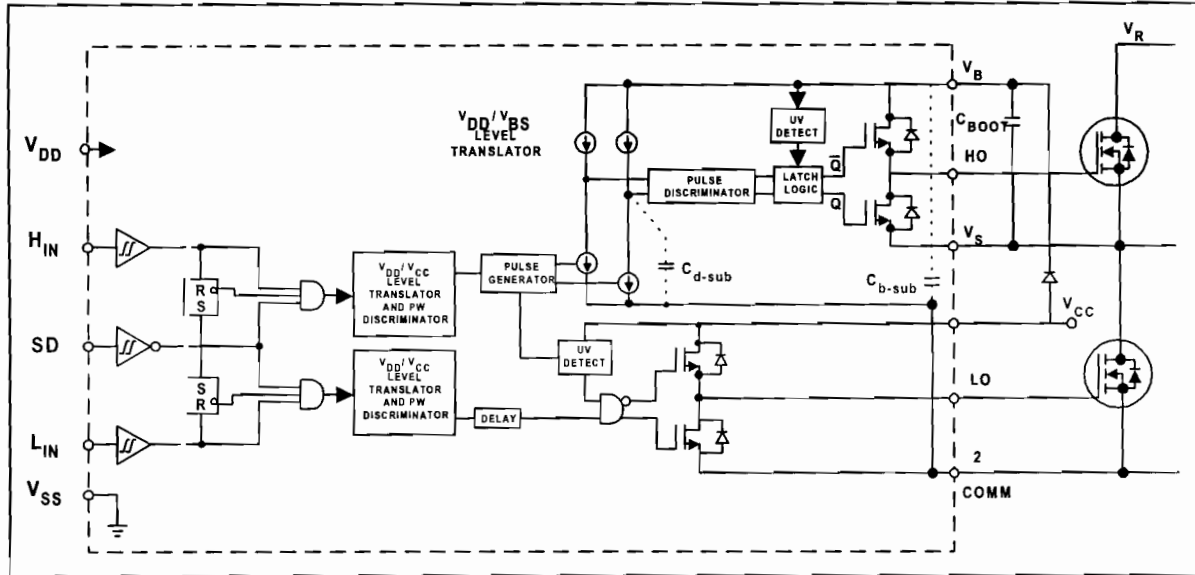 V_R
V_B
V_DD / V_BS
LEVEL
TRANSLATOR
UV
DETECT
C_BOOT
V_DD
HO
Q̅
PULSE
DISCRIMINATOR
LATCH
LOGIC
Q
H_IN
V_S
R
S
V_DD / V_CC
LEVEL
TRANSLATOR
AND PW
DISCRIMINATOR
PULSE
GENERATOR
C_d-sub
C_b-sub
V_CC
SD
UV
DETECT
V_DD / V_CC
LEVEL
TRANSLATOR
AND PW
DISCRIMINATOR
LO
S
R
DELAY
L_IN
2
V_SS
COMM